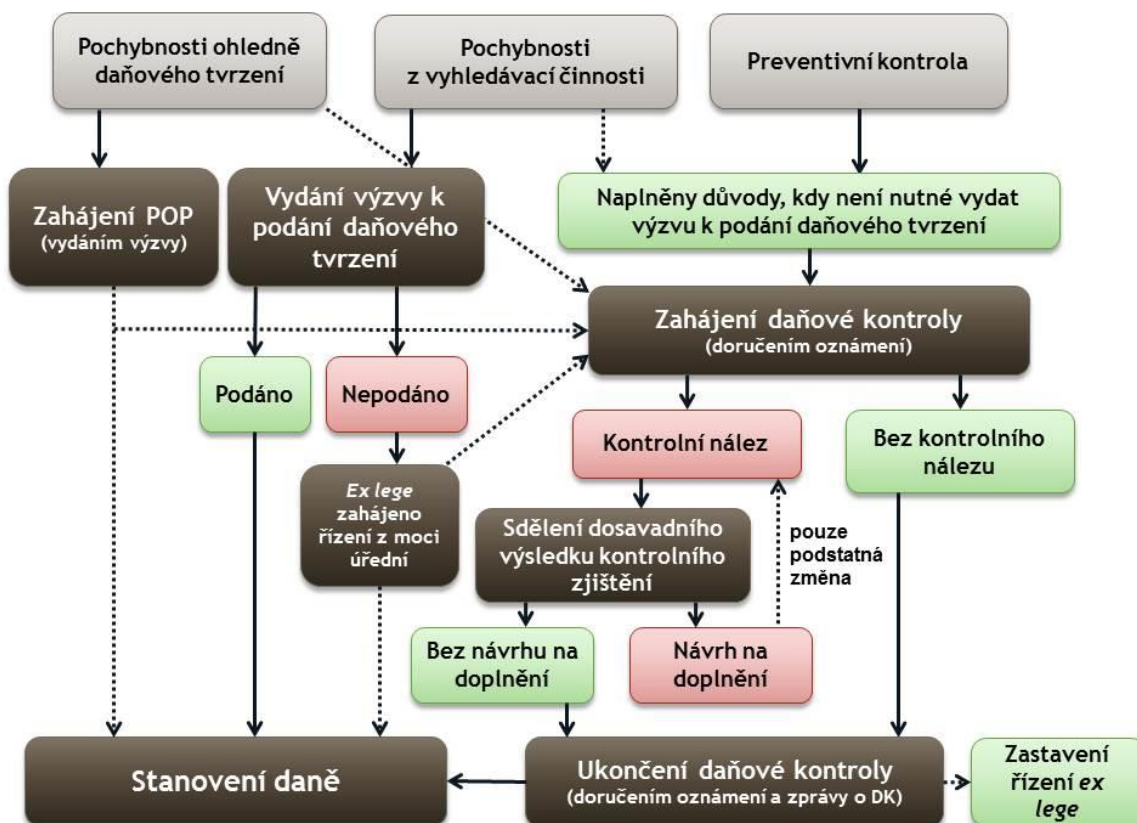 Pochybnosti ohledně
daňového tvrzení
Pochybnosti
z vyhledávací činnosti
Preventivní kontrola
Zahájení POP
(vydáním výzvy)
Vydání výzvy k
podání daňového
tvrzení
Naplněny důvody, kdy není nutné vydat
výzvu k podání daňového tvrzení
Zahájení daňové kontroly
(doručením oznámení)
Podáno
Nepodáno
Kontrolní nález
Bez kontrolního
nálezu
Ex lege
zahájeno
řízení z moci
úřední
Sdělení dosavadního
výsledku kontrolního
zjištění
pouze
podstatná
změna
Bez návrhu na
doplnění
Návrh na
doplnění
Stanovení daně
Ukončení daňové kontroly
(doručením oznámení a zprávy o DK)
Zastavení
řízení ex
lege